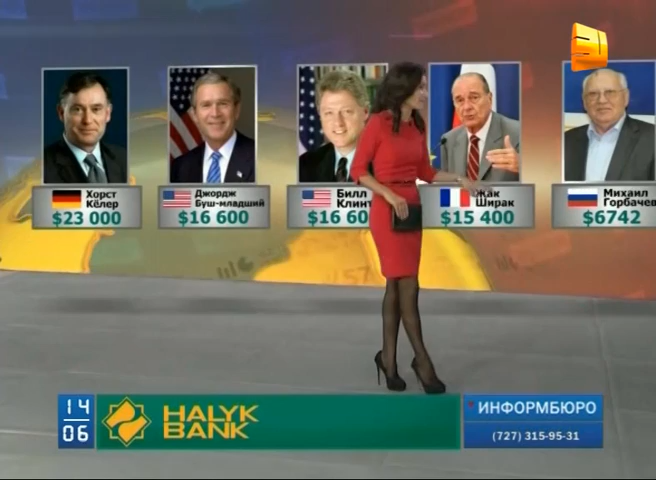 Хорст
Кёлер
$23 000
Джордж
Буш-младший
$16 600
Билл
Клинт
$16 60
Жак
Ширак
$15 400
Михаил
Горбачев
$6742
57
14
06
HALYK
BANK
ИНФОРМБЮРО
(727) 315-95-31